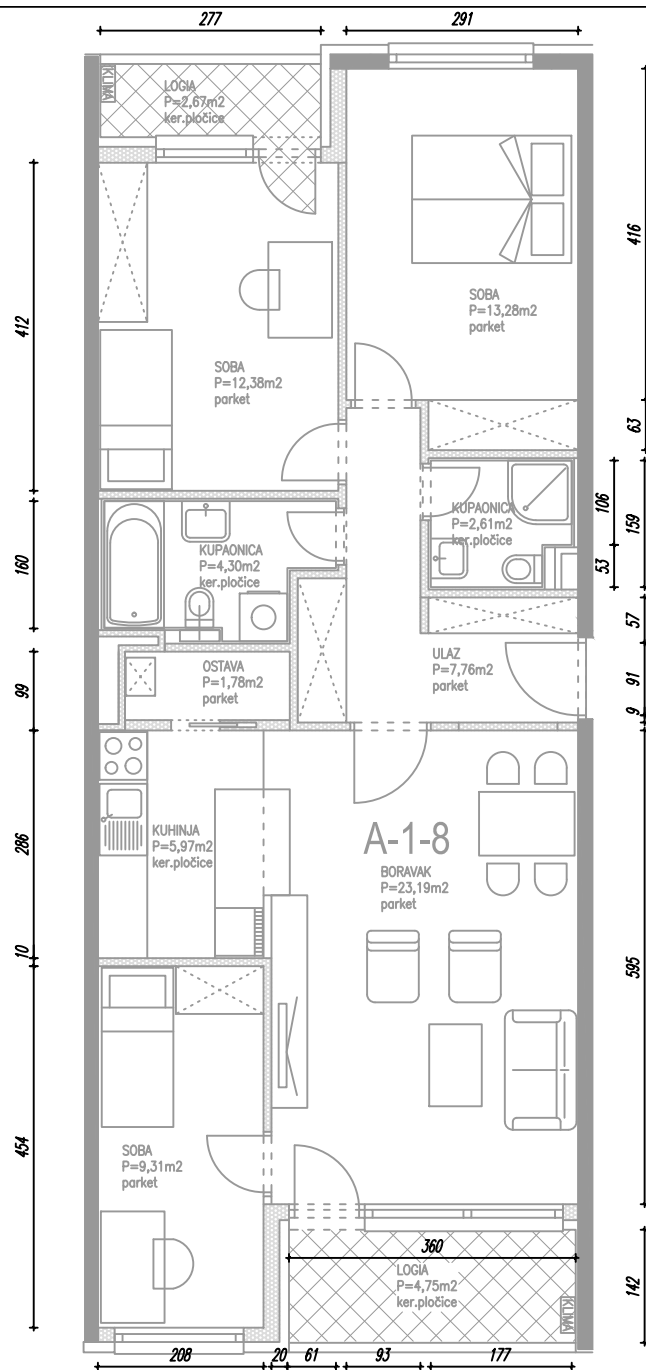 277
291
KLIMA
LOGIA
P=2,67m2
ker.pločice
416
SOBA
P=13,28m2
parket
412
SOBA
P=12,38m2
parket
63
106
159
53
KUPAONICA
P=2,61m2
ker.pločice
160
KUPAONICA
P=4,30m2
ker.pločice
57
99
OSTAVA
P=1,78m2
parket
ULAZ
P=7,76m2
parket
91
9
286
KUHINJA
P=5,97m2
ker.pločice
A-1-8
BORAVAK
P=23,19m2
parket
10
595
454
SOBA
P=9,31m2
parket
360
LOGIA
P=4,75m2
ker.pločice
KLIMA
142
208
20
61
93
177